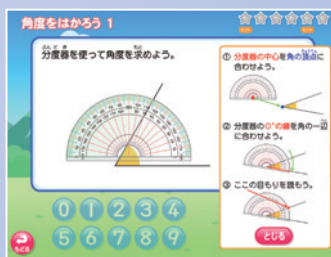 角度をはかろう 1
分度器を使って角度を求めよう。
① 分度器の中心を角の頂点に
合わせよう。
② 分度器の0°の線を角の一辺
に合わせよう。
③ ここの目もりを読もう。
とじる
0 1 2 3 4
5 6 7 8 9
もどる